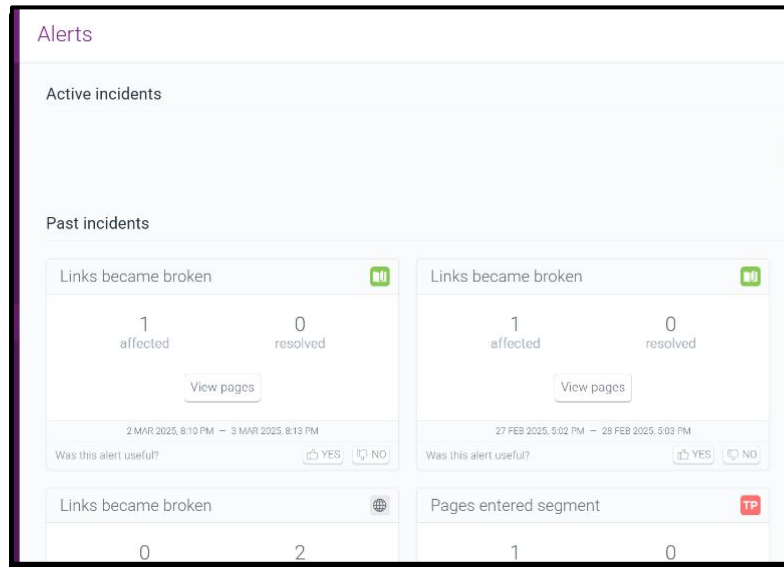 Alerts
Active incidents
Past incidents
Links became broken
1 0
affected resolved
View pages
2 MAR 2025, 8:10 PM – 3 MAR 2025, 8:13 PM
Was this alert useful? YES NO
Links became broken
1 0
affected resolved
View pages
27 FEB 2025, 5:02 PM – 28 FEB 2025, 5:03 PM
Was this alert useful? YES NO
Links became broken
0 2
Pages entered segment TP
1 0